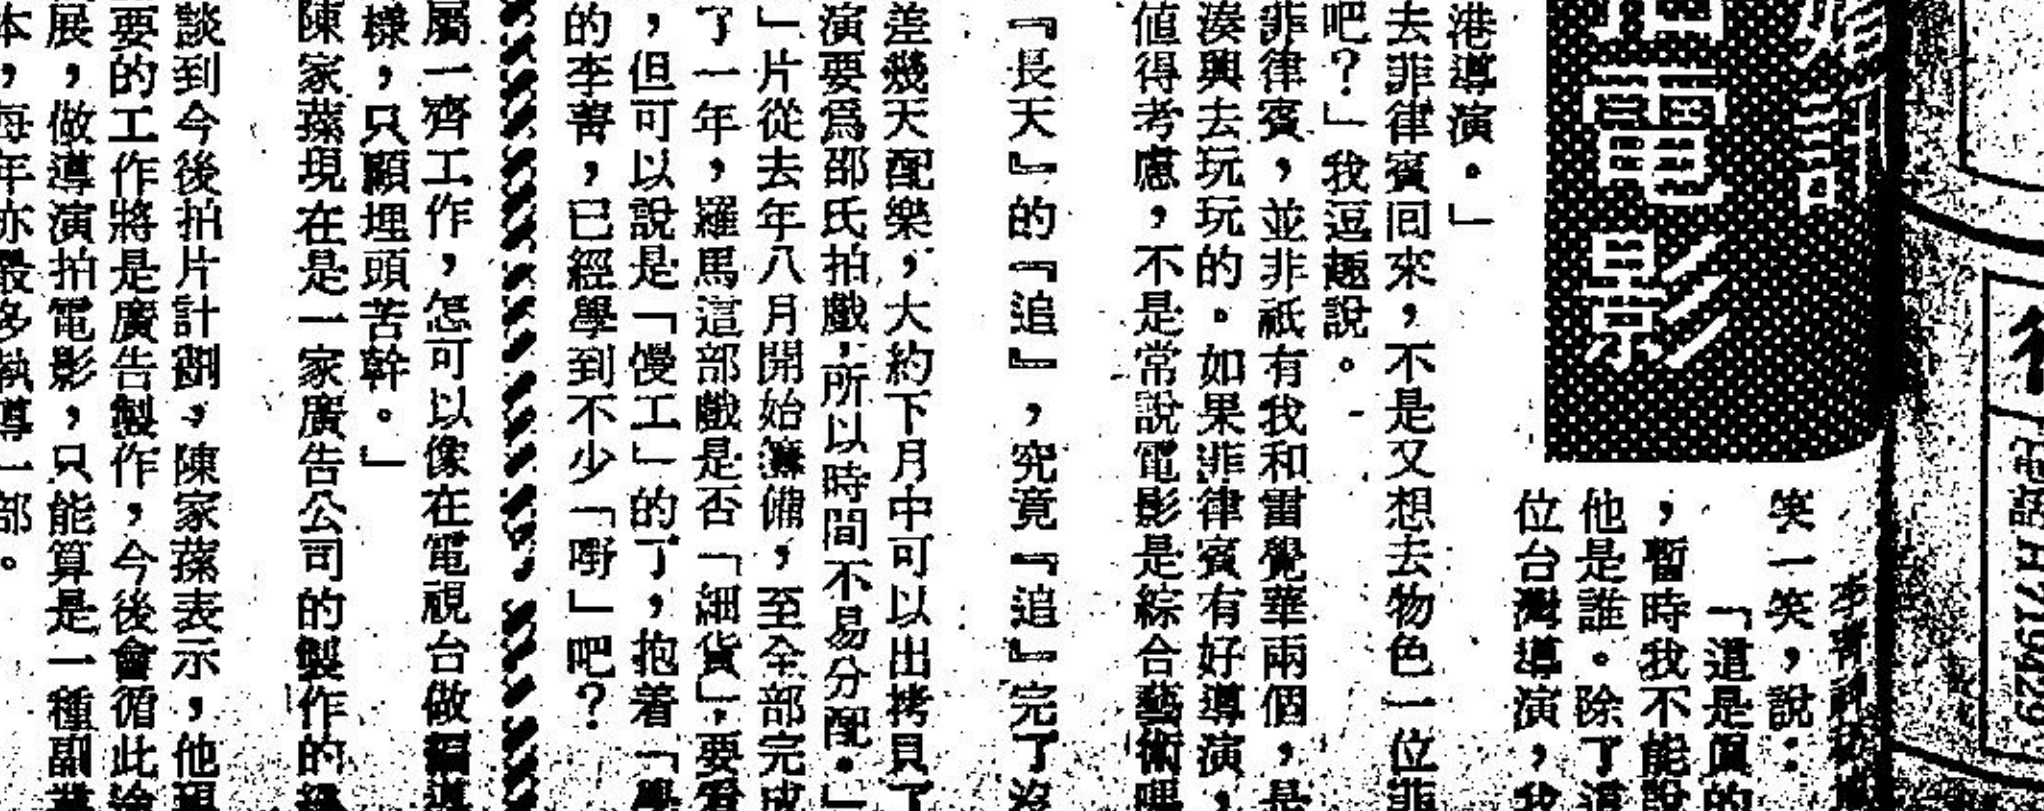 電影
笑一笑，說：
「這是真的
，暫時我不能說
他是誰。除了這
位台灣導演，我
港導演。」
去菲律賓回來，不是又想去物色一位菲
吧？」我逗趣說。
菲律賓，並非祇有我和雷覺華兩個，是
湊興去玩玩的。如果菲律賓有好導演，
值得考慮，不是常說電影是綜合藝術嗎
『長天』的『追』，究竟『追』完了沒
差幾天配樂，大約下月中可以出拷貝了
演要爲邵氏拍戲，所以時間不易分配。」
」片從去年八月開始籌備，至全部完成
了一年，羅馬這部戲是否「細貨」，要看
，但可以說是「慢工」的了，抱着「學
的李菁，已經學到不少「嘢」吧？
屬一齊工作，怎可以像在電視台做編導
樣，只顧埋頭苦幹。」
陳家蓀現在是一家廣告公司的製作的
談到今後拍片計劃，陳家蓀表示，他現
要的工作將是廣告製作，今後會循此途
展，做導演拍電影，只能算是一種副業
本，每年亦最多執導一部。